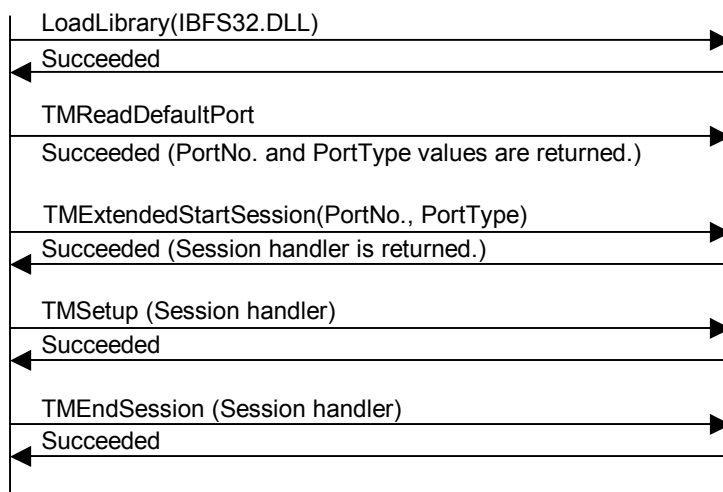 LoadLibrary(IBFS32.DLL)
Succeeded
TMReadDefaultPort
Succeeded (PortNo. and PortType values are returned.)
TMExtendedStartSession(PortNo., PortType)
Succeeded (Session handler is returned.)
TMSetup (Session handler)
Succeeded
TMEndSession (Session handler)
Succeeded